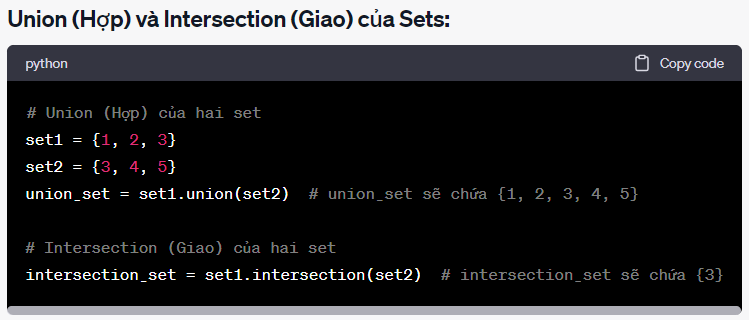 Union (Hợp) và Intersection (Giao) của Sets:
python
Copy code
# Union (Hợp) của hai set
set1 = {1, 2, 3}
set2 = {3, 4, 5}
union_set = set1.union(set2)  # union_set sẽ chứa {1, 2, 3, 4, 5}
# Intersection (Giao) của hai set
intersection_set = set1.intersection(set2)  # intersection_set sẽ chứa {3}